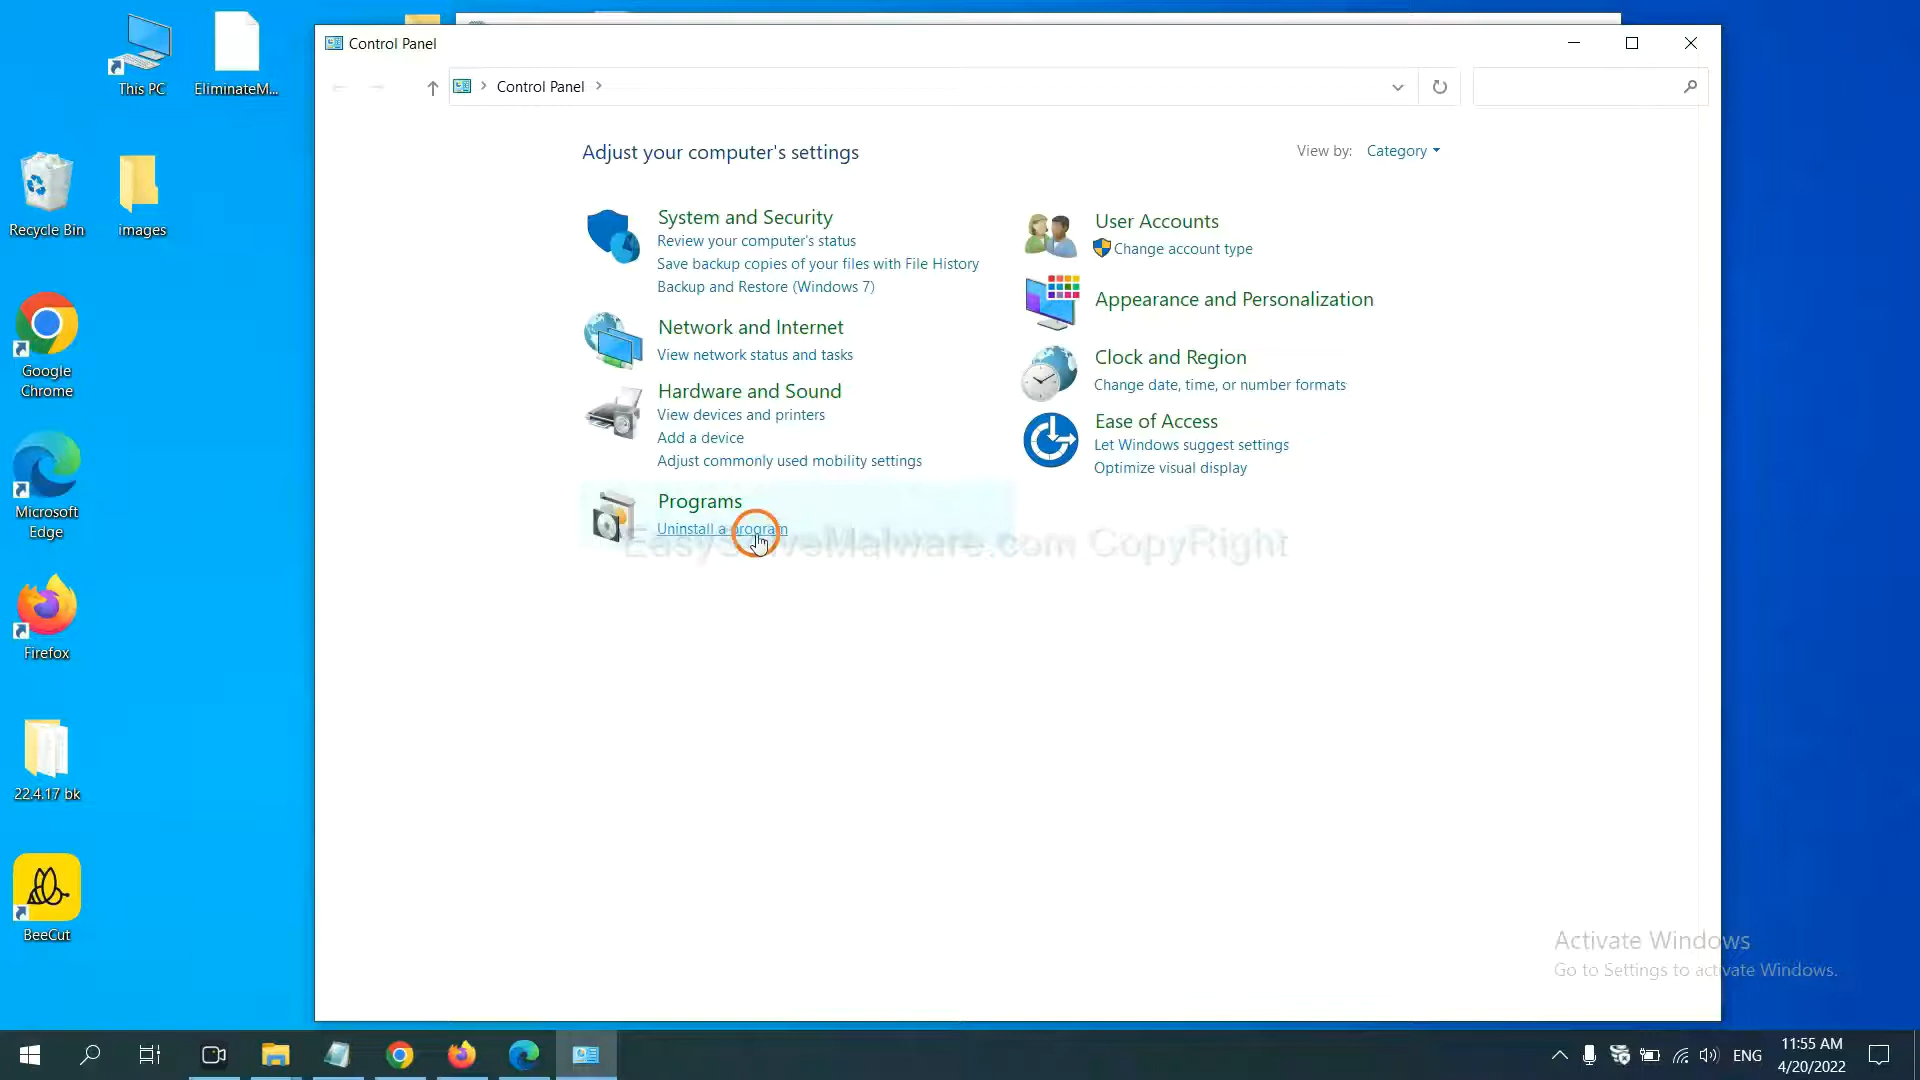 Control Panel
Control Panel
This PC
EliminateM...
Recycle Bin
images
Google
Chrome
Microsoft
Edge
Firefox
22.4.17 bk
BeeCut
Adjust your computer's settings
View by:
Category
System and Security
Review your computer's status
Save backup copies of your files with File History
Backup and Restore (Windows 7)
Network and Internet
View network status and tasks
Hardware and Sound
View devices and printers
Add a device
Adjust commonly used mobility settings
Programs
Uninstall a program
User Accounts
Change account type
Appearance and Personalization
Clock and Region
Change date, time, or number formats
Ease of Access
Let Windows suggest settings
Optimize visual display
EasySolveMalware.com CopyRight
Activate Windows
Go to Settings to activate Windows.
ENG
11:55 AM
4/20/2022